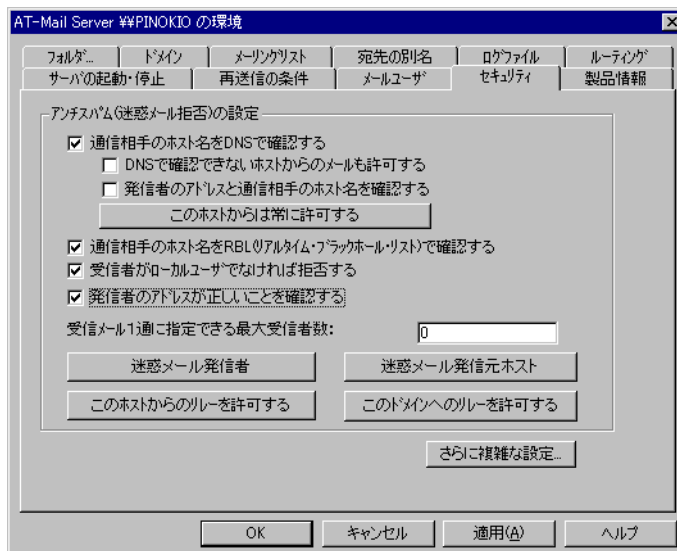 AT-Mail Server ¥¥PINOKIO の環境
ﾌｫﾙﾀﾞ... ﾄﾞﾒｲﾝ ﾒｰﾘﾝｸﾞﾘｽﾄ 宛先の別名 ﾛｸﾞﾌｧｲﾙ ﾙｰﾃｨﾝｸﾞ
ｻｰﾊﾞの起動･停止 再送信の条件 ﾒｰﾙﾕｰｻﾞ ｾｷｭﾘﾃｨ 製品情報
ｱﾝﾁｽﾊﾟﾑ(迷惑ﾒｰﾙ拒否)の設定
通信相手のﾎｽﾄ名をDNSで確認する
DNSで確認できないﾎｽﾄからのﾒｰﾙも許可する
発信者のｱﾄﾞﾚｽと通信相手のﾎｽﾄ名を確認する
このﾎｽﾄからは常に許可する
通信相手のﾎｽﾄ名をRBL(ﾘｱﾙﾀｲﾑ･ﾌﾞﾗｯｸﾎｰﾙ･ﾘｽﾄ)で確認する
受信者がﾛｰｶﾙﾕｰｻﾞでなければ拒否する
発信者のｱﾄﾞﾚｽが正しいことを確認する
受信ﾒｰﾙ1通に指定できる最大受信者数: 0
迷惑メール発信者 迷惑メール発信元ホスト
このﾎｽﾄからのﾘﾚｰを許可する このﾄﾞﾒｲﾝへのﾘﾚｰを許可する
さらに複雑な設定...
OK ｷｬﾝｾﾙ 適用(A) ヘルプ